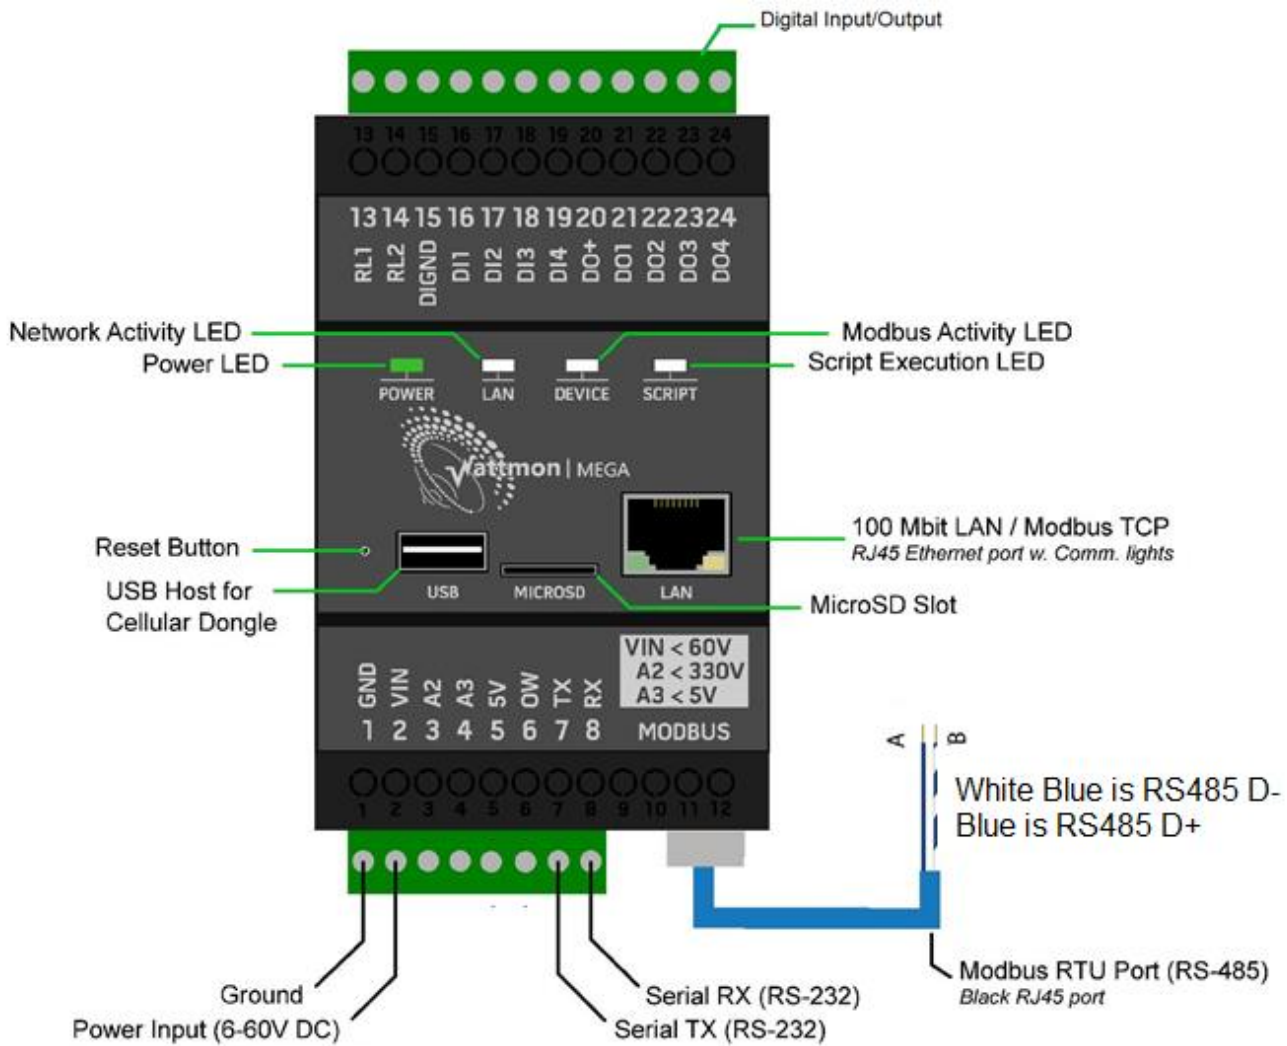 Digital Input/Output
13 14 15 16 17 18 19 20 21 22 23 24
13 14 15 16 17 18 19 20 21 22 23 24
RL1 RL2 DIGND DI1 DI2 DI3 DI4 DO+ DO1 DO2 DO3 DO4
Network Activity LED
Modbus Activity LED
Power LED
Script Execution LED
POWER LAN DEVICE SCRIPT
Wattmon | MEGA
100 Mbit LAN / Modbus TCP
RJ45 Ethernet port w. Comm. lights
Reset Button
USB Host for
Cellular Dongle
USB MICROSD LAN
MicroSD Slot
VIN < 60V
A2 < 330V
A3 < 5V
GND VIN A2 A3 5V OW TX RX
1 2 3 4 5 6 7 8 MODBUS
A B
1 2 3 4 5 6 7 8 9 10 11 12
White Blue is RS485 D-
Blue is RS485 D+
Modbus RTU Port (RS-485)
Black RJ45 port
Ground
Serial RX (RS-232)
Power Input (6-60V DC)
Serial TX (RS-232)